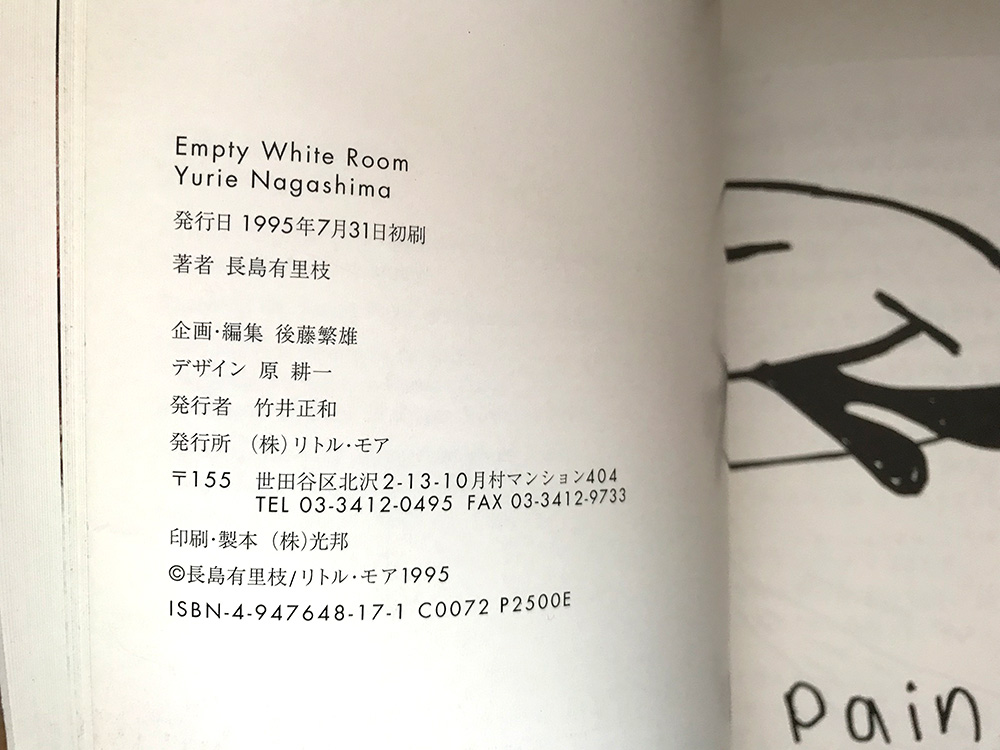 Empty White Room
Yurie Nagashima
発行日 1995年7月31日初刷
著者 長島有里枝
企画・編集 後藤繁雄
デザイン 原 耕一
発行者 竹井正和
発行所 (株)リトル・モア
〒155 世田谷区北沢2-13-10月村マンション404
TEL 03-3412-0495 FAX 03-3412-9733
印刷・製本 (株)光邦
©長島有里枝/リトル・モア1995
ISBN-4-947648-17-1 C0072 P2500E
pain